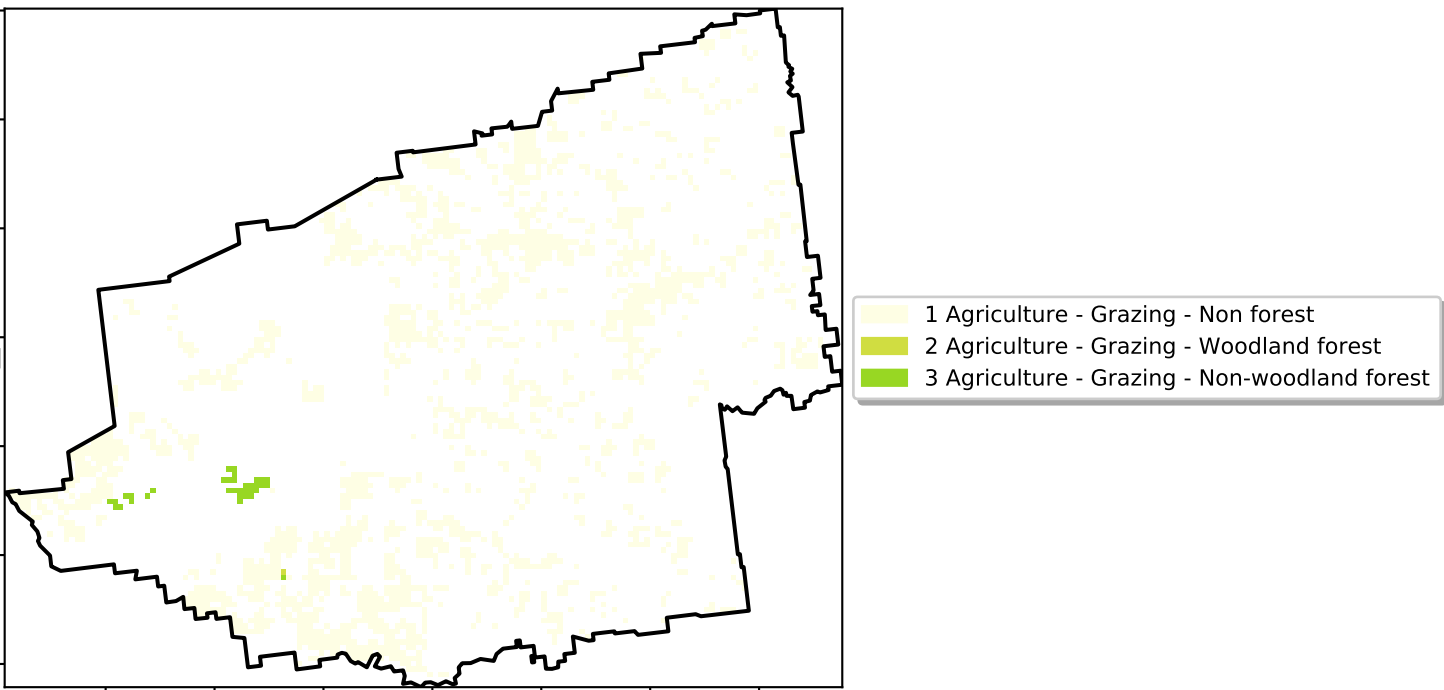 1 Agriculture - Grazing - Non forest
2 Agriculture - Grazing - Woodland forest
3 Agriculture - Grazing - Non-woodland forest